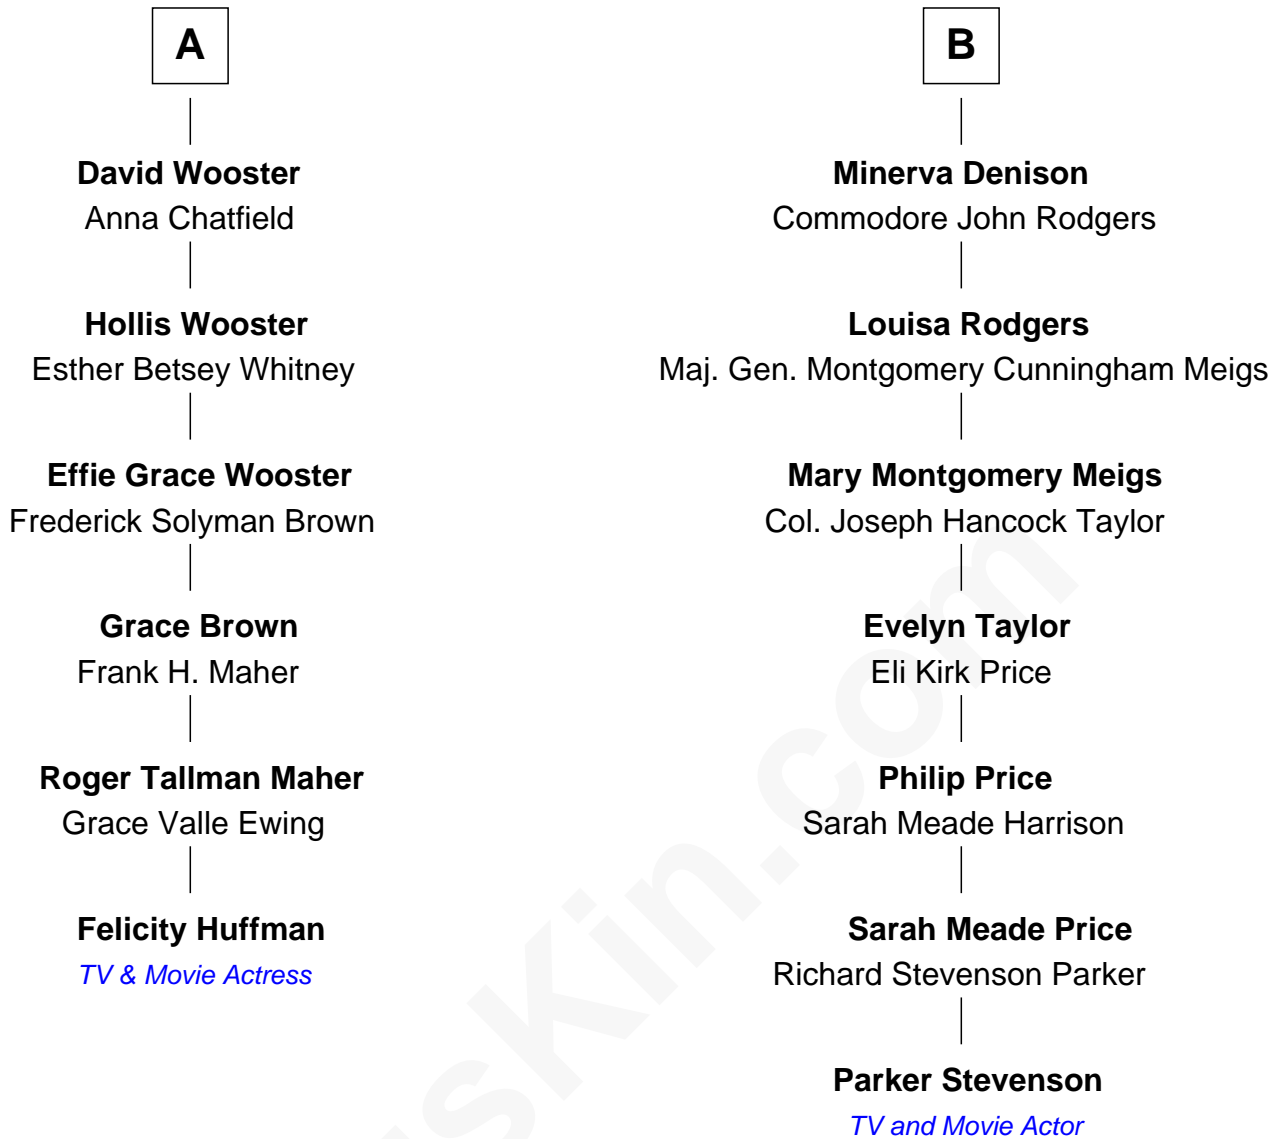 A
David Wooster
Anna Chatfield
Hollis Wooster
Esther Betsey Whitney
Effie Grace Wooster
Frederick Solyman Brown
Grace Brown
Frank H. Maher
Roger Tallman Maher
Grace Valle Ewing
Felicity Huffman
TV & Movie Actress
B
Minerva Denison
Commodore John Rodgers
Louisa Rodgers
Maj. Gen. Montgomery Cunningham Meigs
Mary Montgomery Meigs
Col. Joseph Hancock Taylor
Evelyn Taylor
Eli Kirk Price
Philip Price
Sarah Meade Harrison
Sarah Meade Price
Richard Stevenson Parker
Parker Stevenson
TV and Movie Actor
sKin.com